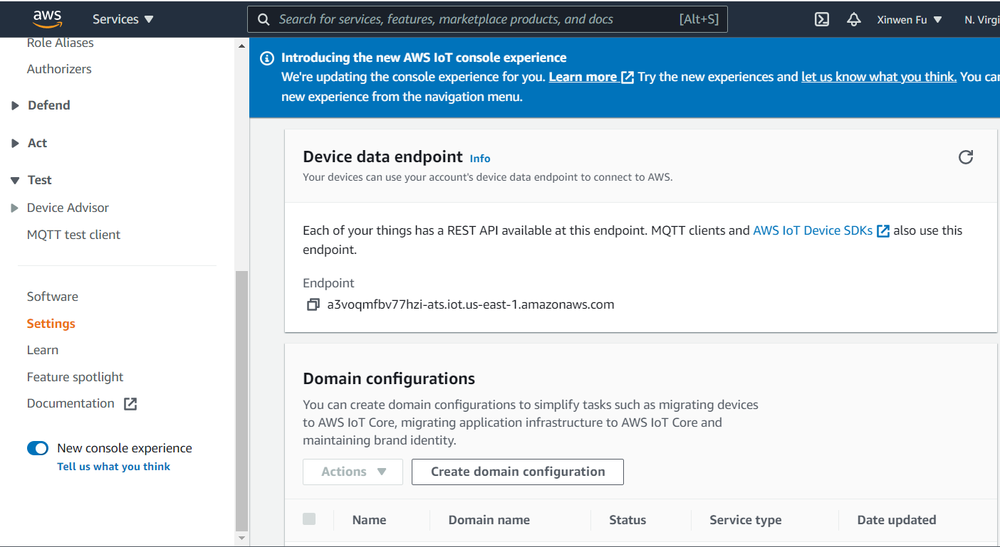 aws
Services
Search for services, features, marketplace products, and docs
[Alt+S]
Xinwen Fu
N. Virgi
Role Aliases
Authorizers
Defend
Act
Test
Device Advisor
MQTT test client
Software
Settings
Learn
Feature spotlight
Documentation
New console experience
Tell us what you think
Introducing the new AWS IoT console experience
We're updating the console experience for you. Learn more Try the new experiences and let us know what you think. You can
new experience from the navigation menu.
Device data endpoint Info
Your devices can use your account's device data endpoint to connect to AWS.
Each of your things has a REST API available at this endpoint. MQTT clients and AWS IoT Device SDKs also use this
endpoint.
Endpoint
a3voqmfbv77hzi-ats.iot.us-east-1.amazonaws.com
Domain configurations
You can create domain configurations to simplify tasks such as migrating devices
to AWS IoT Core, migrating application infrastructure to AWS IoT Core and
maintaining brand identity.
Actions
Create domain configuration
Name
Domain name
Status
Service type
Date updated